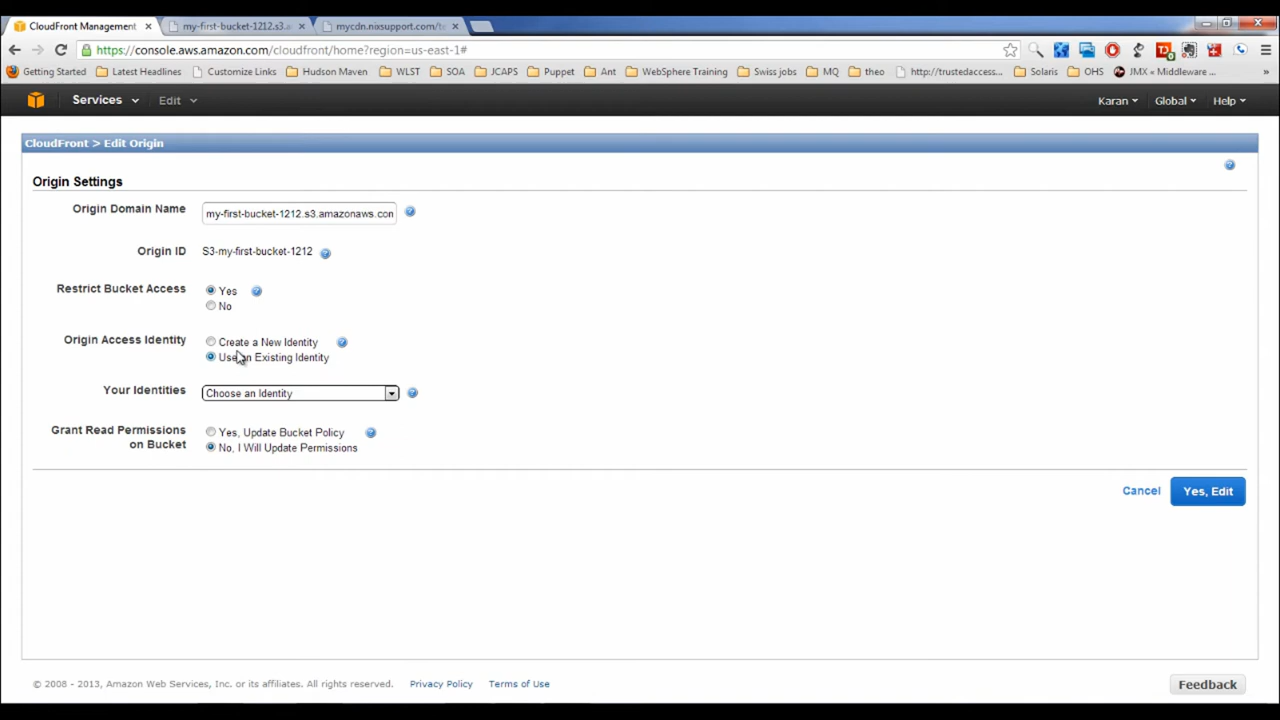 CloudFront Management
my-first-bucket-1212.s3.am
mycdn.nixsupport.com/te
https://console.aws.amazon.com/cloudfront/home?region=us-east-1#
Getting Started Latest Headlines Customize Links Hudson Maven WLST SOA JCAPS Puppet Ant WebSphere Training Swiss jobs MQ theo http://trustedaccess... Solaris OHS JMX « Middleware ... »
Services Edit Karan Global Help
CloudFront > Edit Origin
Origin Settings
Origin Domain Name my-first-bucket-1212.s3.amazonaws.com
Origin ID S3-my-first-bucket-1212
Restrict Bucket Access Yes
No
Origin Access Identity Create a New Identity
Use an Existing Identity
Your Identities Choose an Identity
Grant Read Permissions on Bucket Yes, Update Bucket Policy
No, I Will Update Permissions
Cancel Yes, Edit
© 2008 - 2013, Amazon Web Services, Inc. or its affiliates. All rights reserved. Privacy Policy Terms of Use Feedback